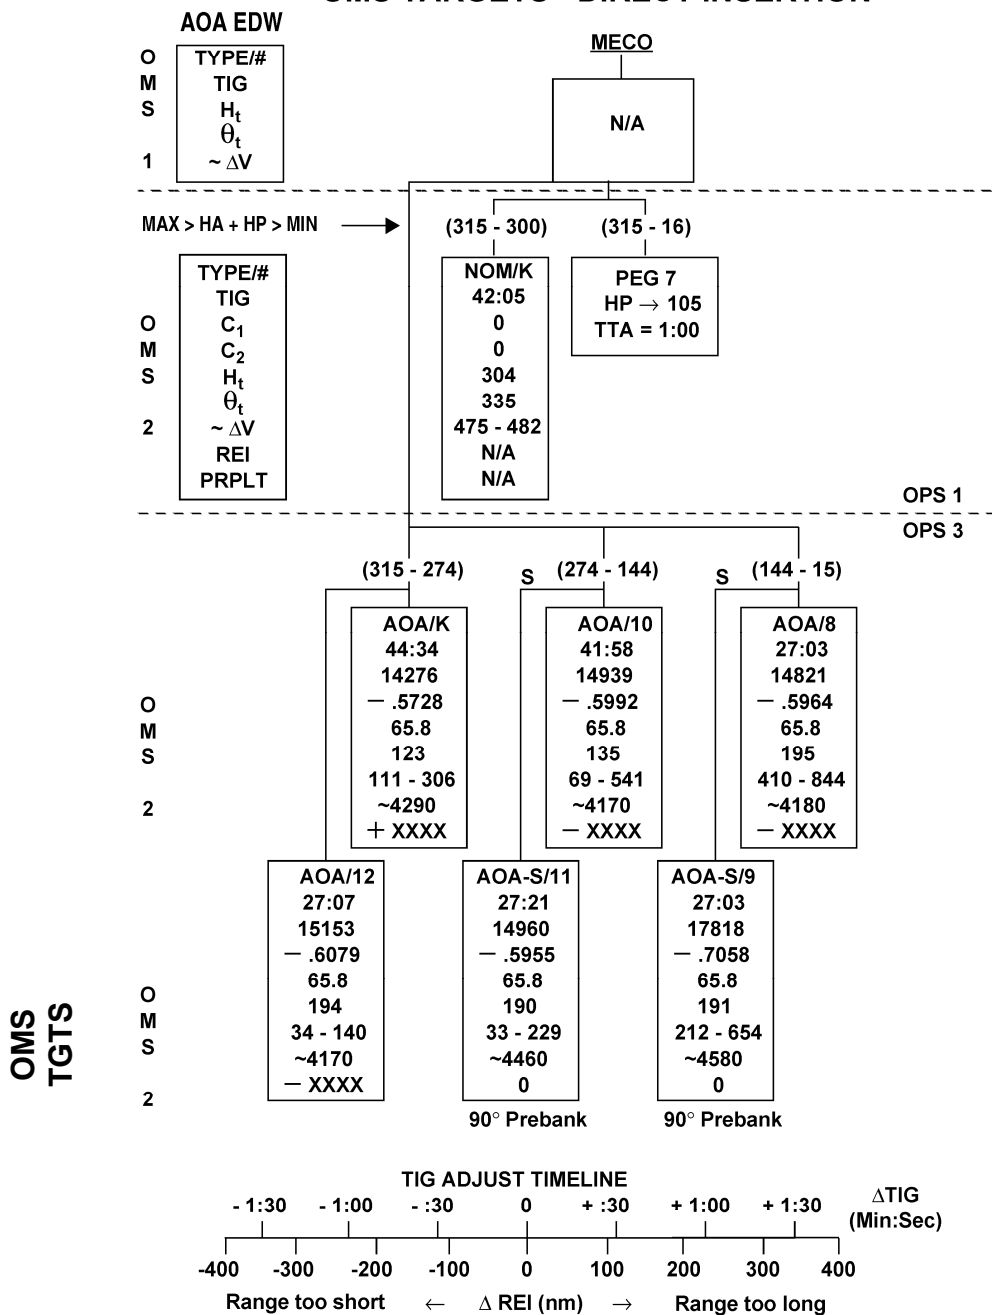 OMS TARGETS - DIRECT INSERTION
AOA EDW
MECO
O
M
S
1
TYPE/#
TIG
Ht
θt
~ ΔV
N/A
MAX > HA + HP > MIN
(315 - 300)
(315 - 16)
O
M
S
2
TYPE/#
TIG
C1
C2
Ht
θt
~ ΔV
REI
PRPLT
NOM/K
42:05
0
0
304
335
475 - 482
N/A
N/A
PEG 7
HP → 105
TTA = 1:00
OPS 1
OPS 3
(315 - 274)
S (274 - 144)
S (144 - 15)
O
M
S
2
AOA/K
44:34
14276
− .5728
65.8
123
111 - 306
~4290
+ XXXX
AOA/10
41:58
14939
− .5992
65.8
135
69 - 541
~4170
− XXXX
AOA/8
27:03
14821
− .5964
65.8
195
410 - 844
~4180
− XXXX
OMS
TGTS
O
M
S
2
AOA/12
27:07
15153
− .6079
65.8
194
34 - 140
~4170
− XXXX
AOA-S/11
27:21
14960
− .5955
65.8
190
33 - 229
~4460
0
90° Prebank
AOA-S/9
27:03
17818
− .7058
65.8
191
212 - 654
~4580
0
90° Prebank
TIG ADJUST TIMELINE
- 1:30 - 1:00 - :30 0 + :30 + 1:00 + 1:30
ΔTIG
(Min:Sec)
-400 -300 -200 -100 0 100 200 300 400
Range too short ← Δ REI (nm) → Range too long